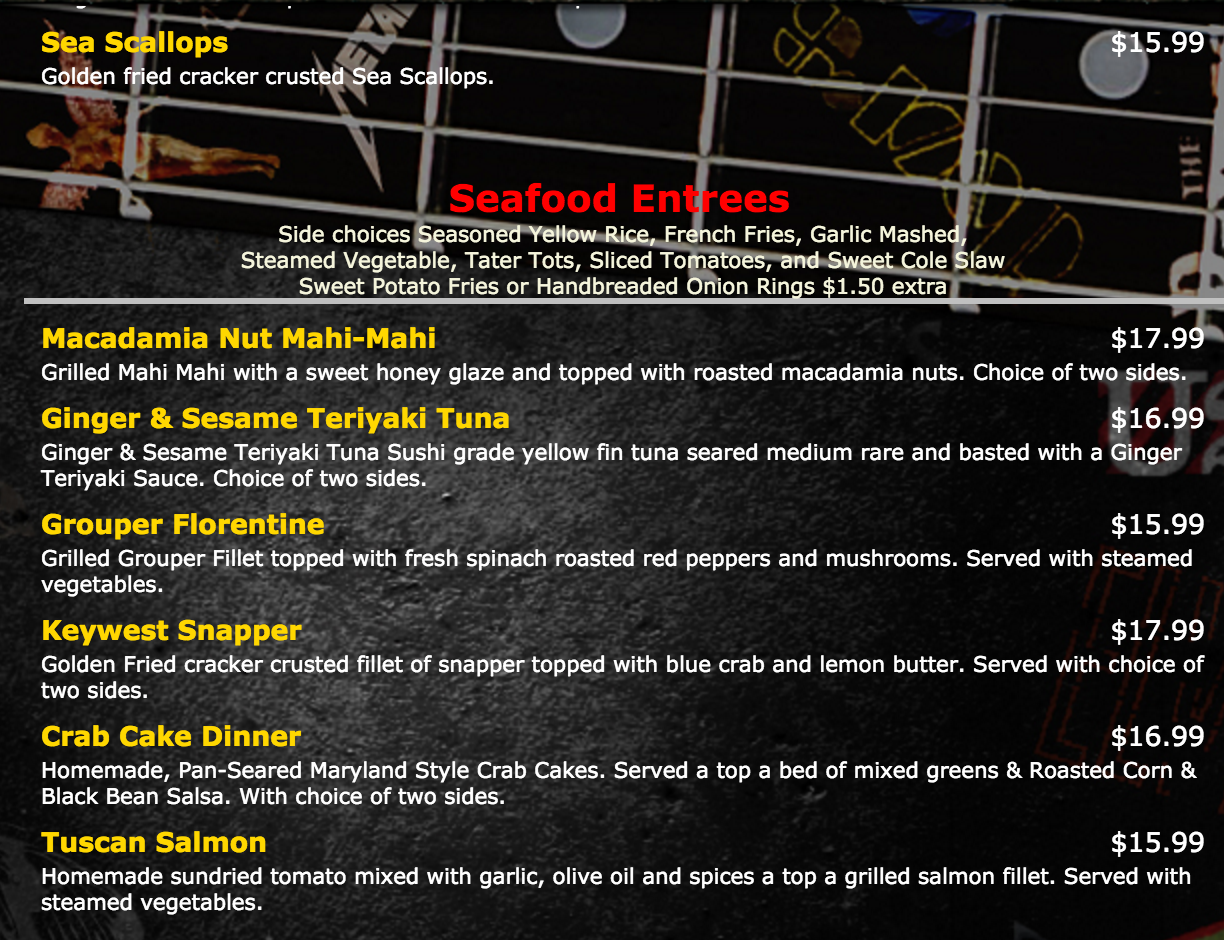 Sea Scallops $15.99
Golden fried cracker crusted Sea Scallops.
Seafood Entrees
Side choices Seasoned Yellow Rice, French Fries, Garlic Mashed,
Steamed Vegetable, Tater Tots, Sliced Tomatoes, and Sweet Cole Slaw
Sweet Potato Fries or Handbreaded Onion Rings $1.50 extra
Macadamia Nut Mahi-Mahi $17.99
Grilled Mahi Mahi with a sweet honey glaze and topped with roasted macadamia nuts. Choice of two sides.
Ginger & Sesame Teriyaki Tuna $16.99
Ginger & Sesame Teriyaki Tuna Sushi grade yellow fin tuna seared medium rare and basted with a Ginger
Teriyaki Sauce. Choice of two sides.
Grouper Florentine $15.99
Grilled Grouper Fillet topped with fresh spinach roasted red peppers and mushrooms. Served with steamed
vegetables.
Keywest Snapper $17.99
Golden Fried cracker crusted fillet of snapper topped with blue crab and lemon butter. Served with choice of
two sides.
Crab Cake Dinner $16.99
Homemade, Pan-Seared Maryland Style Crab Cakes. Served a top a bed of mixed greens & Roasted Corn &
Black Bean Salsa. With choice of two sides.
Tuscan Salmon $15.99
Homemade sundried tomato mixed with garlic, olive oil and spices a top a grilled salmon fillet. Served with
steamed vegetables.
THE